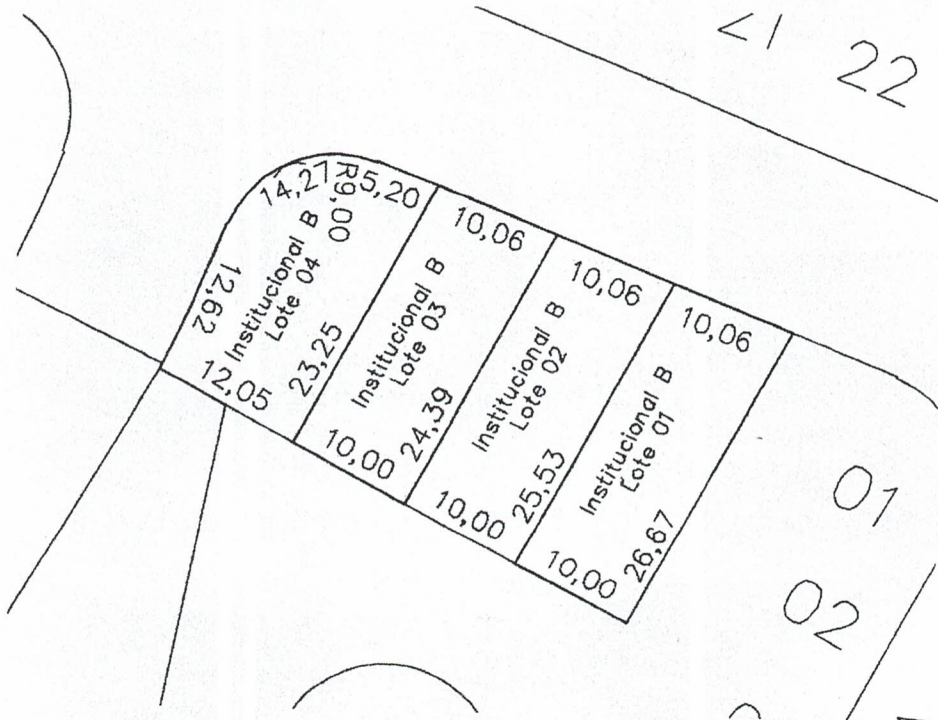 21
22
14,27
R9,00
5,20
12,62
Institucional B
Lote 04
12,05
23,25
10,06
Institucional B
Lote 03
10,00
24,39
10,06
Institucional B
Lote 02
10,00
25,53
10,06
Institucional B
Lote 01
10,00
26,67
01
02